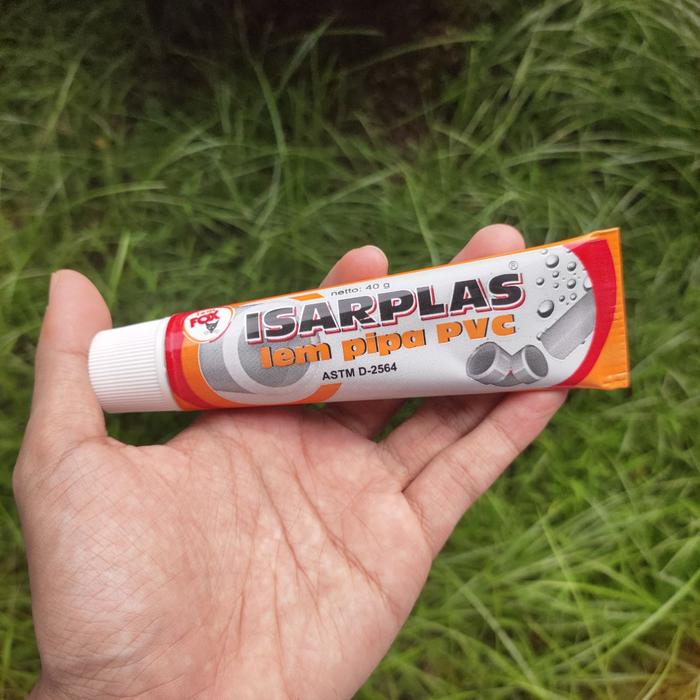 netto: 40 g
FOX
ISARPLAS®
lem pipa PVC
ASTM D-2564